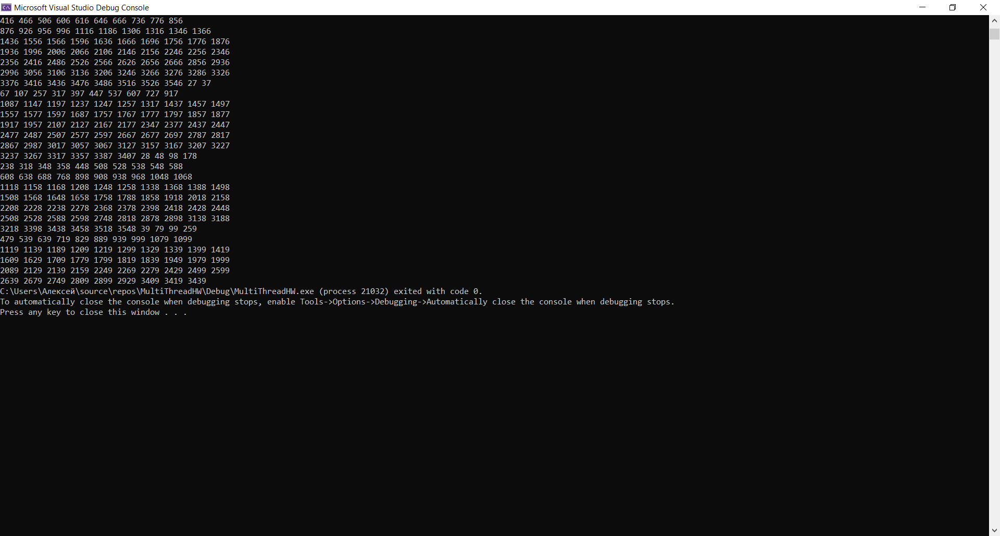 Microsoft Visual Studio Debug Console
416 466 506 606 616 646 666 736 776 856
876 926 956 996 1116 1186 1306 1316 1346 1366
1436 1556 1566 1596 1636 1666 1696 1756 1776 1876
1936 1996 2006 2066 2106 2146 2156 2246 2256 2346
2356 2416 2486 2526 2566 2626 2656 2666 2856 2936
2996 3056 3106 3136 3206 3246 3266 3276 3286 3326
3376 3416 3436 3476 3486 3516 3526 3546 27 37
67 107 257 317 397 447 537 607 727 917
1087 1147 1197 1237 1247 1257 1317 1437 1457 1497
1557 1577 1597 1687 1757 1767 1777 1797 1857 1877
1917 1957 2107 2127 2167 2177 2347 2377 2437 2447
2477 2487 2507 2577 2597 2667 2677 2697 2787 2817
2867 2987 3017 3057 3067 3127 3157 3167 3207 3227
3237 3267 3317 3357 3387 3407 28 48 98 178
238 318 348 358 448 508 528 538 548 588
608 638 688 768 898 908 938 968 1048 1068
1118 1158 1168 1208 1248 1258 1338 1368 1388 1498
1508 1568 1648 1658 1758 1788 1858 1918 2018 2158
2208 2228 2238 2278 2368 2378 2398 2418 2428 2448
2508 2528 2588 2598 2748 2818 2878 2898 3138 3188
3218 3398 3438 3458 3518 3548 39 79 99 259
479 539 639 719 829 889 939 999 1079 1099
1119 1139 1189 1209 1219 1299 1329 1339 1399 1419
1609 1629 1709 1779 1799 1819 1839 1949 1979 1999
2089 2129 2139 2159 2249 2269 2279 2429 2499 2599
2639 2679 2749 2809 2899 2929 3409 3419 3439
C:\Users\Алексей\source\repos\MultiThreadHW\Debug\MultiThreadHW.exe (process 21032) exited with code 0.
To automatically close the console when debugging stops, enable Tools->Options->Debugging->Automatically close the console when debugging stops.
Press any key to close this window . . .